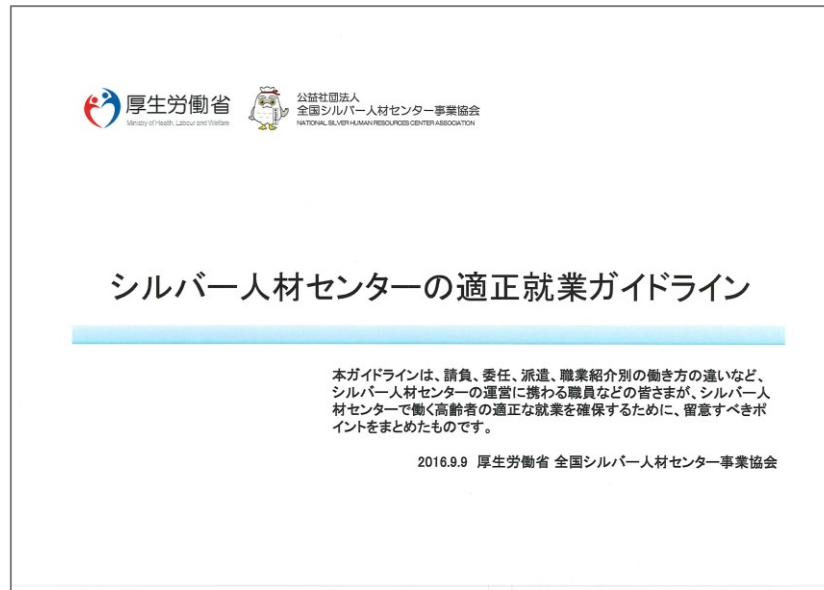 厚生労働省
Ministry of Health, Labour and Welfare
公益社団法人
全国シルバー人材センター事業協会
NATIONAL SILVER HUMAN RESOURCES CENTER ASSOCIATION
シルバー人材センターの適正就業ガイドライン
本ガイドラインは、請負、委任、派遣、職業紹介別の働き方の違いなど、
シルバー人材センターの運営に携わる職員などの皆さまが、シルバー人
材センターで働く高齢者の適正な就業を確保するために、留意すべきポ
イントをまとめたものです。
2016.9.9 厚生労働省 全国シルバー人材センター事業協会